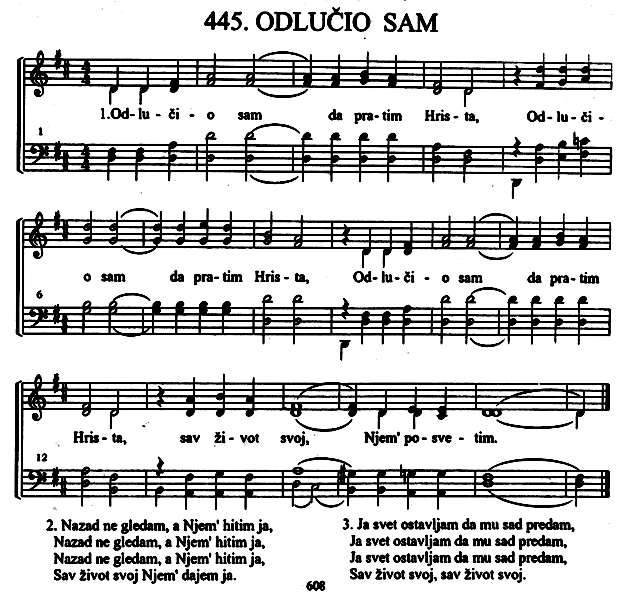 445. ODLUČIO SAM
1.Od-lu - či - o sam da pra-tim Hris-ta, Od-lu-či -
1
o sam da pra-tim Hris-ta, Od-lu-či - o sam da pratim
6
Hris-ta, sav ži-vot svoj, Njem' po-sve - tim.
12
2. Nazad ne gledam, a Njem' hitim ja,
Nazad ne gledam, a Njem' hitim ja,
Nazad ne gledam, a Njem' hitim ja,
Sav život svoj Njem' dajem ja.
3. Ja svet ostavljam da mu sad predam,
Ja svet ostavljam da mu sad predam,
Ja svet ostavljam da mu sad predam,
Sav život svoj, sav život svoj.
608